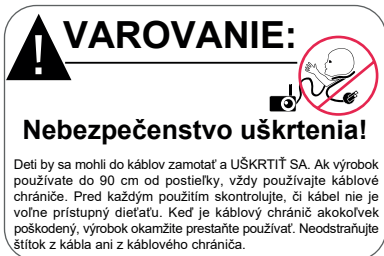 VAROVANIE:
Nebezpečenstvo uškrtenia!
Deti by sa mohli do káblov zamotať a UŠKRTIŤ SA. Ak výrobok
používate do 90 cm od postieľky, vždy používajte káblové
chrániče. Pred každým použitím skontrolujte, či kábel nie je
voľne prístupný dieťaťu. Keď je káblový chránič akokoľvek
poškodený, výrobok okamžite prestaňte používať. Neodstraňujte
štítok z kábla ani z káblového chrániča.